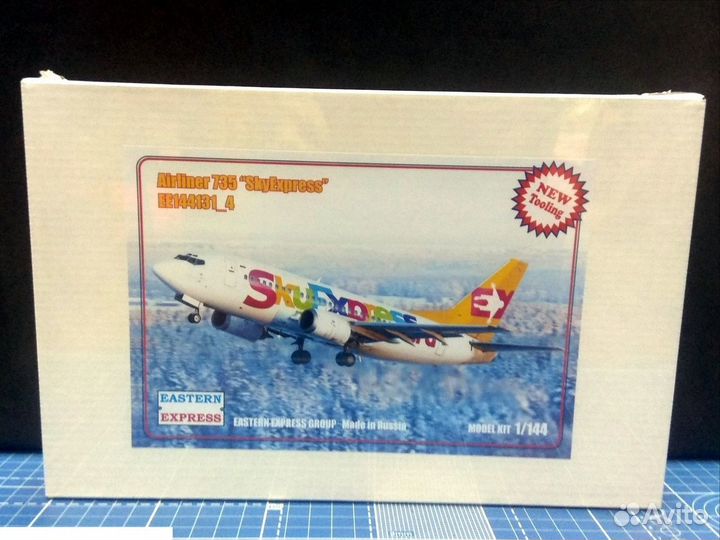 Airliner 735 "SkyExpress"
EE144131_4
NEW
Tooling
SkyExpress
EASTERN
EXPRESS
EASTERN EXPRESS GROUP Made in Russia
MODEL KIT 1/144
Avito